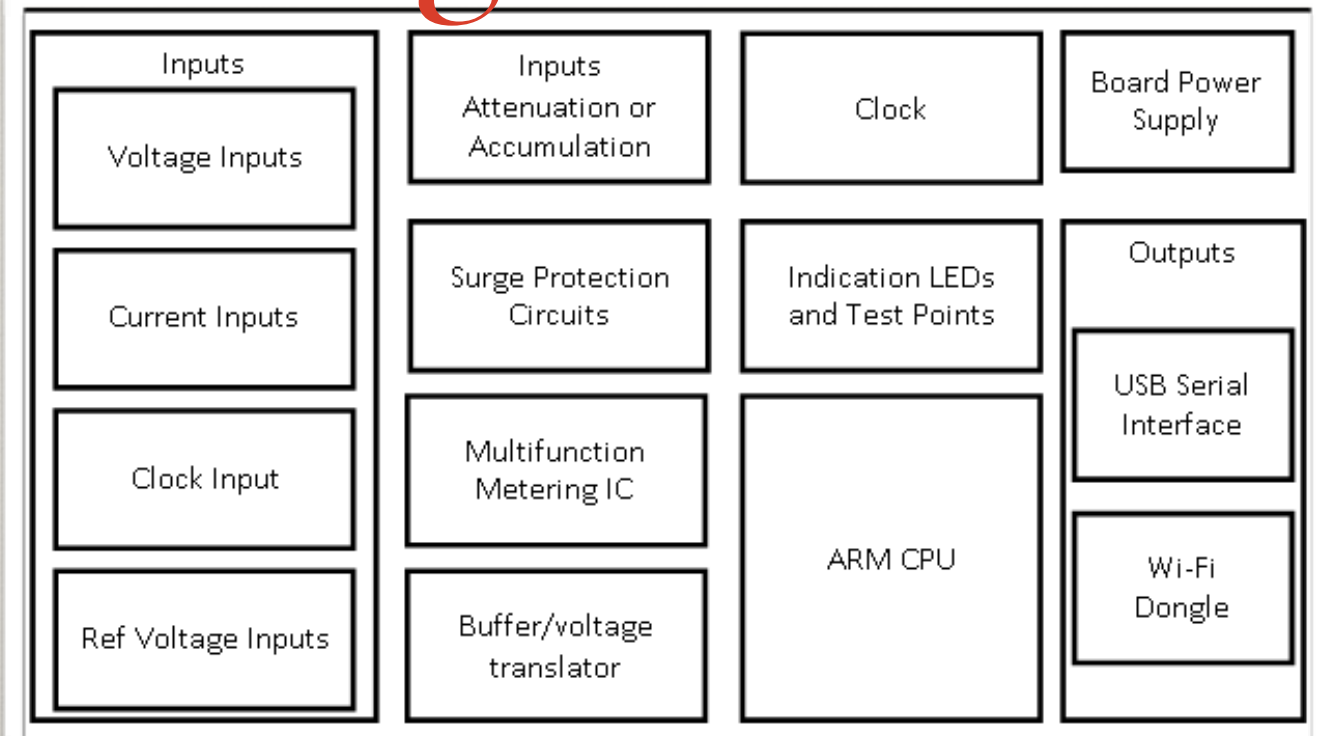 Inputs
Voltage Inputs
Current Inputs
Clock Input
Ref Voltage Inputs
Inputs
Attenuation or
Accumulation
Surge Protection
Circuits
Multifunction
Metering IC
Buffer/voltage
translator
Clock
Indication LEDs
and Test Points
ARM CPU
Board Power
Supply
Outputs
USB Serial
Interface
Wi-Fi
Dongle